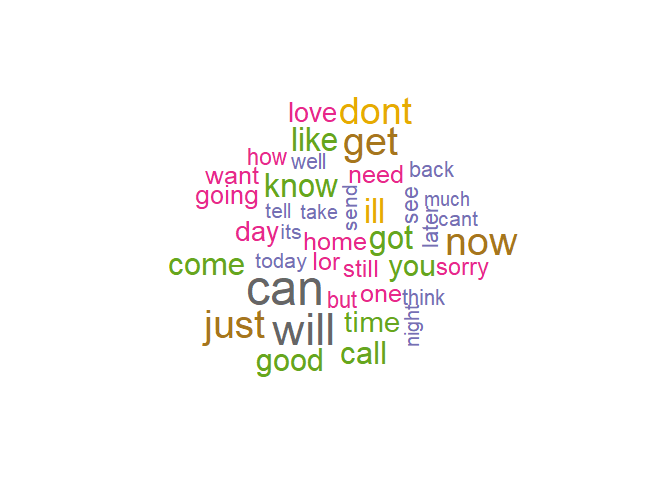 love dont
like get
how well
want know need back
going
tell take send ill see much
later cant
day its home got now
come today lor still you sorry
can but one think
just will time night
good call